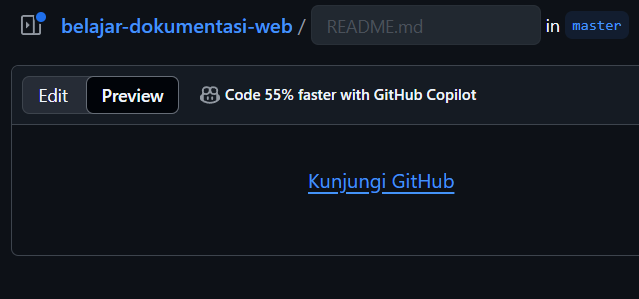 belajar-dokumentasi-web / README.md in master
Edit Preview Code 55% faster with GitHub Copilot
Kunjungi GitHub